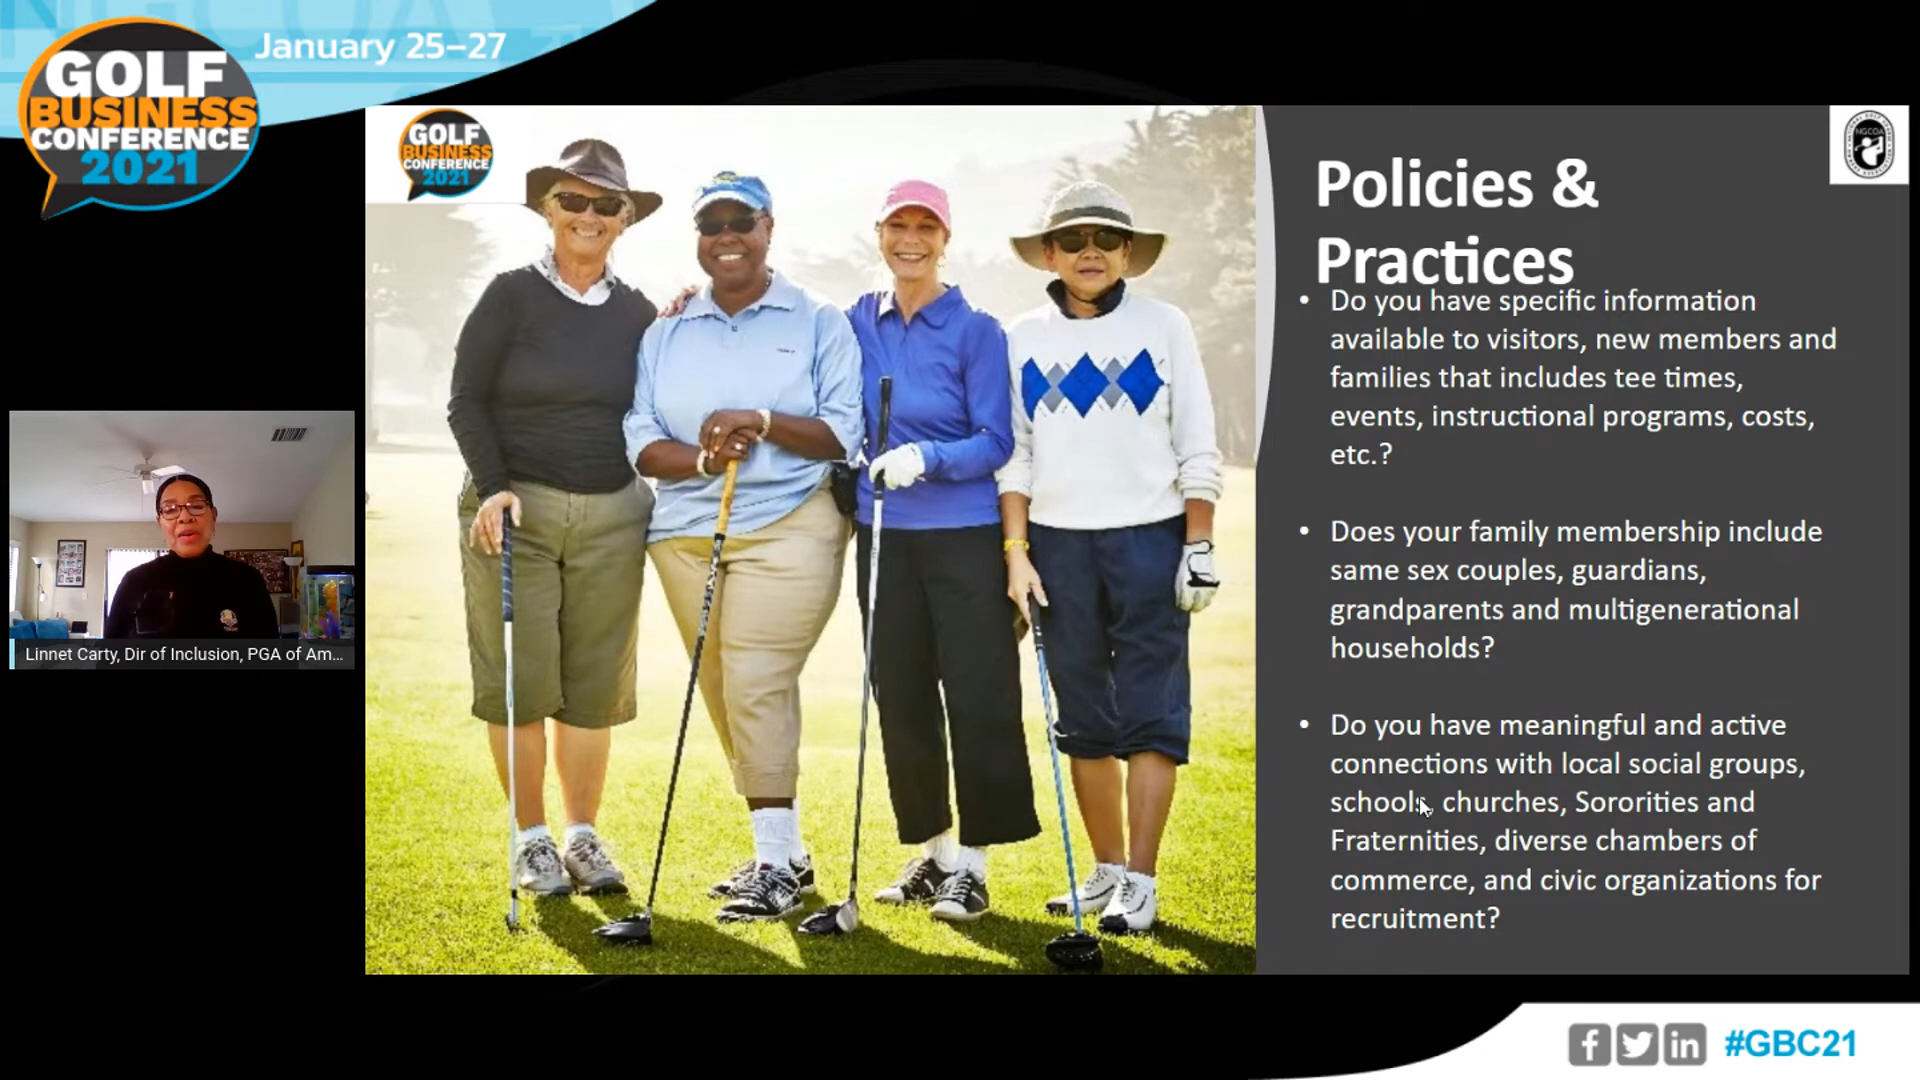 January 25–27
GOLF
BUSINESS
CONFERENCE
2021
GOLF
BUSINESS
CONFERENCE
2021
NGCOA
Policies &
Practices
• Do you have specific information
available to visitors, new members and
families that includes tee times,
events, instructional programs, costs,
etc.?
• Does your family membership include
same sex couples, guardians,
grandparents and multigenerational
households?
• Do you have meaningful and active
connections with local social groups,
schools, churches, Sororities and
Fraternities, diverse chambers of
commerce, and civic organizations for
recruitment?
Linnet Carty, Dir of Inclusion, PGA of Am...
#GBC21